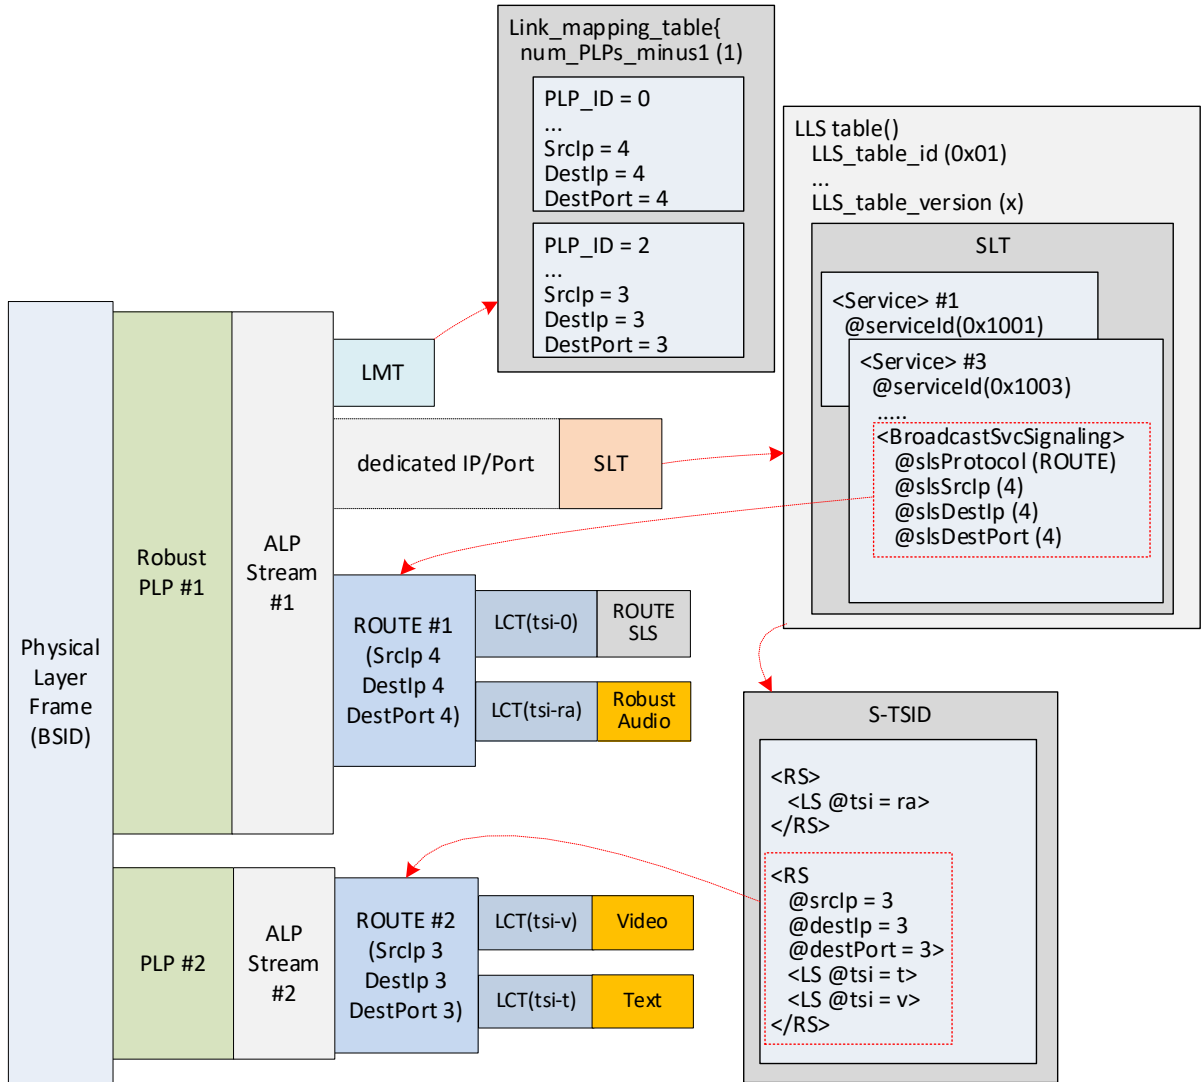 Link_mapping_table{
num_PLPs_minus1 (1)
PLP_ID = 0
...
SrcIp = 4
DestIp = 4
DestPort = 4
PLP_ID = 2
...
SrcIp = 3
DestIp = 3
DestPort = 3
LLS table()
LLS_table_id (0x01)
...
LLS_table_version (x)
SLT
<Service> #1
@serviceId(0x1001)
<Service> #3
@serviceId(0x1003)
.....
<BroadcastSvcSignaling>
@slsProtocol (ROUTE)
@slsSrcIp (4)
@slsDestIp (4)
@slsDestPort (4)
Physical
Layer
Frame
(BSID)
Robust
PLP #1
ALP
Stream
#1
LMT
dedicated IP/Port
SLT
ROUTE #1
(SrcIp 4
DestIp 4
DestPort 4)
LCT(tsi-0)
ROUTE
SLS
LCT(tsi-ra)
Robust
Audio
PLP #2
ALP
Stream
#2
ROUTE #2
(SrcIp 3
DestIp 3
DestPort 3)
LCT(tsi-v)
Video
LCT(tsi-t)
Text
S-TSID
<RS>
<LS @tsi = ra>
</RS>
<RS
@srcIp = 3
@destIp = 3
@destPort = 3>
<LS @tsi = t>
<LS @tsi = v>
</RS>